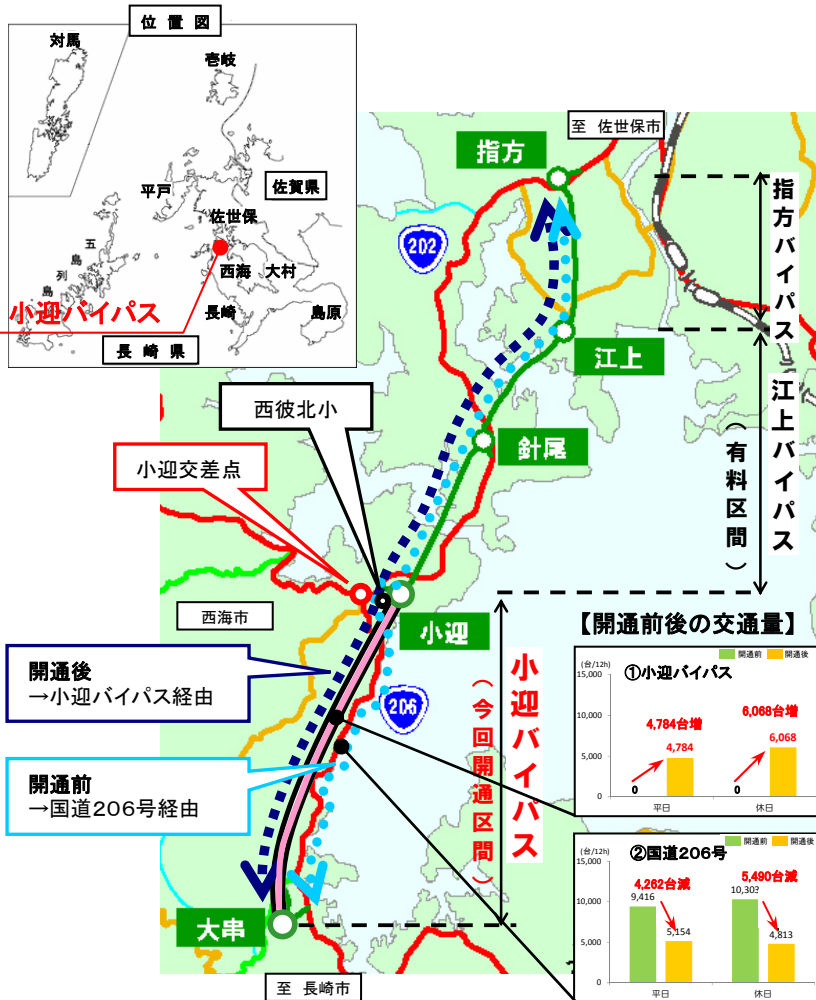 位置図
対馬
壱岐
平戸
佐賀県
佐世保
五島列島
西海
大村
小迎バイパス
長崎
島原
長崎県
至 佐世保市
指方
202
指方バイパス
江上
江上バイパス
(有料区間)
西彼北小
針尾
小迎交差点
西海市
小迎
開通後
→小迎バイパス経由
206
小迎バイパス
(今回開通区間)
開通前
→国道206号経由
大串
至 長崎市
【開通前後の交通量】
開通前 開通後
(台/12h)
①小迎バイパス
15,000
10,000
5,000
0
4,784台増
6,068台増
4,784
6,068
0
0
平日
休日
開通前 開通後
(台/12h)
②国道206号
15,000
10,000
5,000
0
4,262台減
5,490台減
9,416
5,154
10,303
4,813
平日
休日